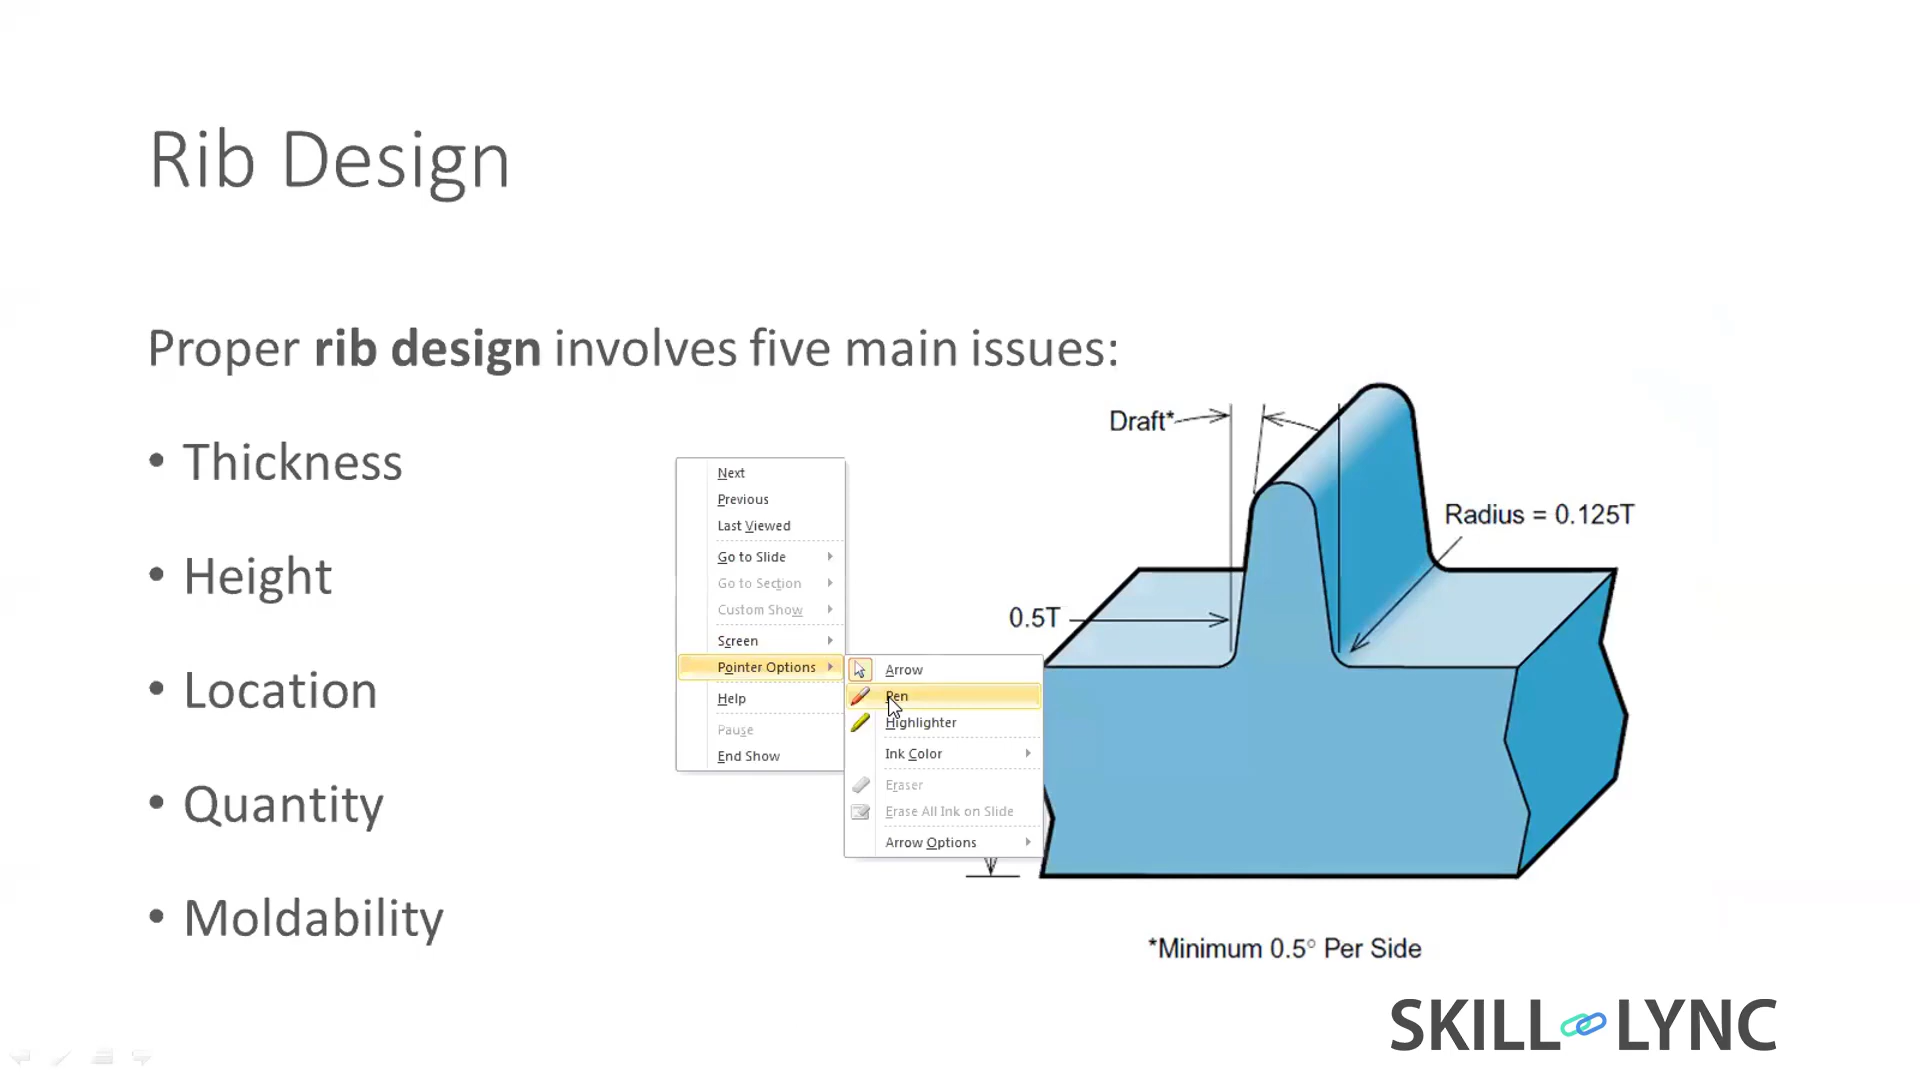 Rib Design
Proper rib design involves five main issues:
• Thickness
• Height
• Location
• Quantity
• Moldability
Next
Previous
Last Viewed
Go to Slide
Go to Section
Custom Show
Screen
Pointer Options
Help
Pause
End Show
Arrow
Pen
Highlighter
Ink Color
Eraser
Erase All Ink on Slide
Arrow Options
Draft*
Radius = 0.125T
0.5T
*Minimum 0.5° Per Side
SKILL LYNC